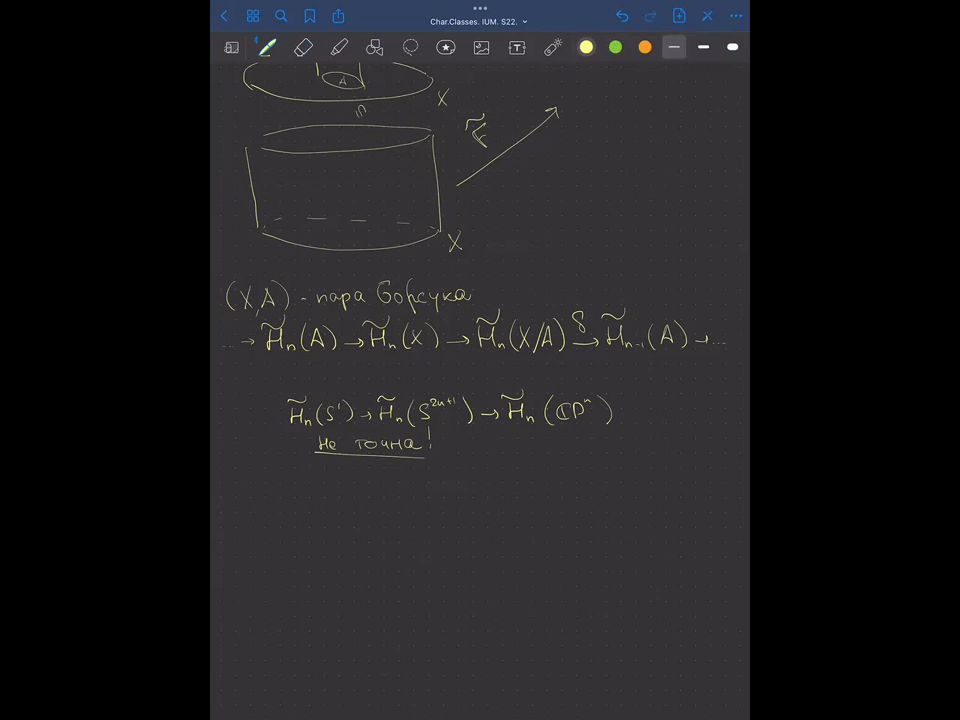 Char.Classes. IUM. S22.
A
X
F̃
X
(X,A) - пара Борсука
... → H̃ₙ(A) → H̃ₙ(X) → H̃ₙ(X/A) →^δ H̃ₙ₋₁(A) → ...
H̃ₙ(S¹) → H̃ₙ(S²ⁿ⁺¹) → H̃ₙ(ℂPⁿ)
Не точна!